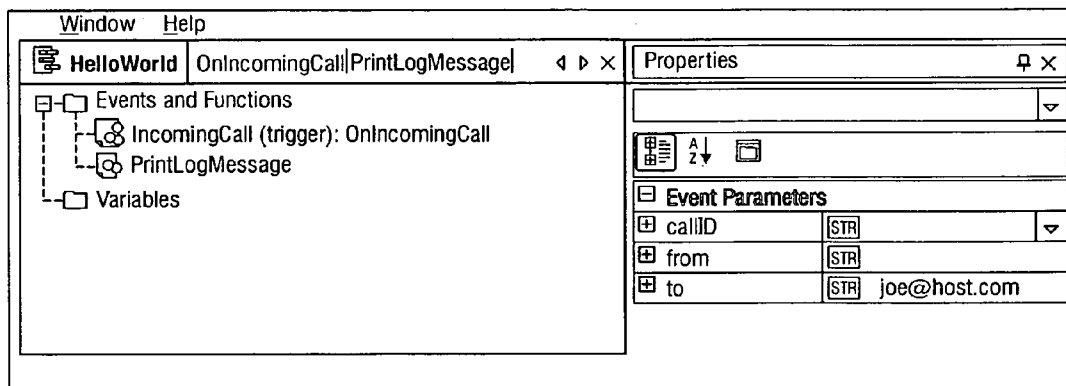 Window Help
HelloWorld OnIncomingCall PrintLogMessage
Events and Functions
IncomingCall (trigger): OnIncomingCall
PrintLogMessage
Variables
Properties
A
Z
Event Parameters
callID STR
from STR
to STR joe@host.com